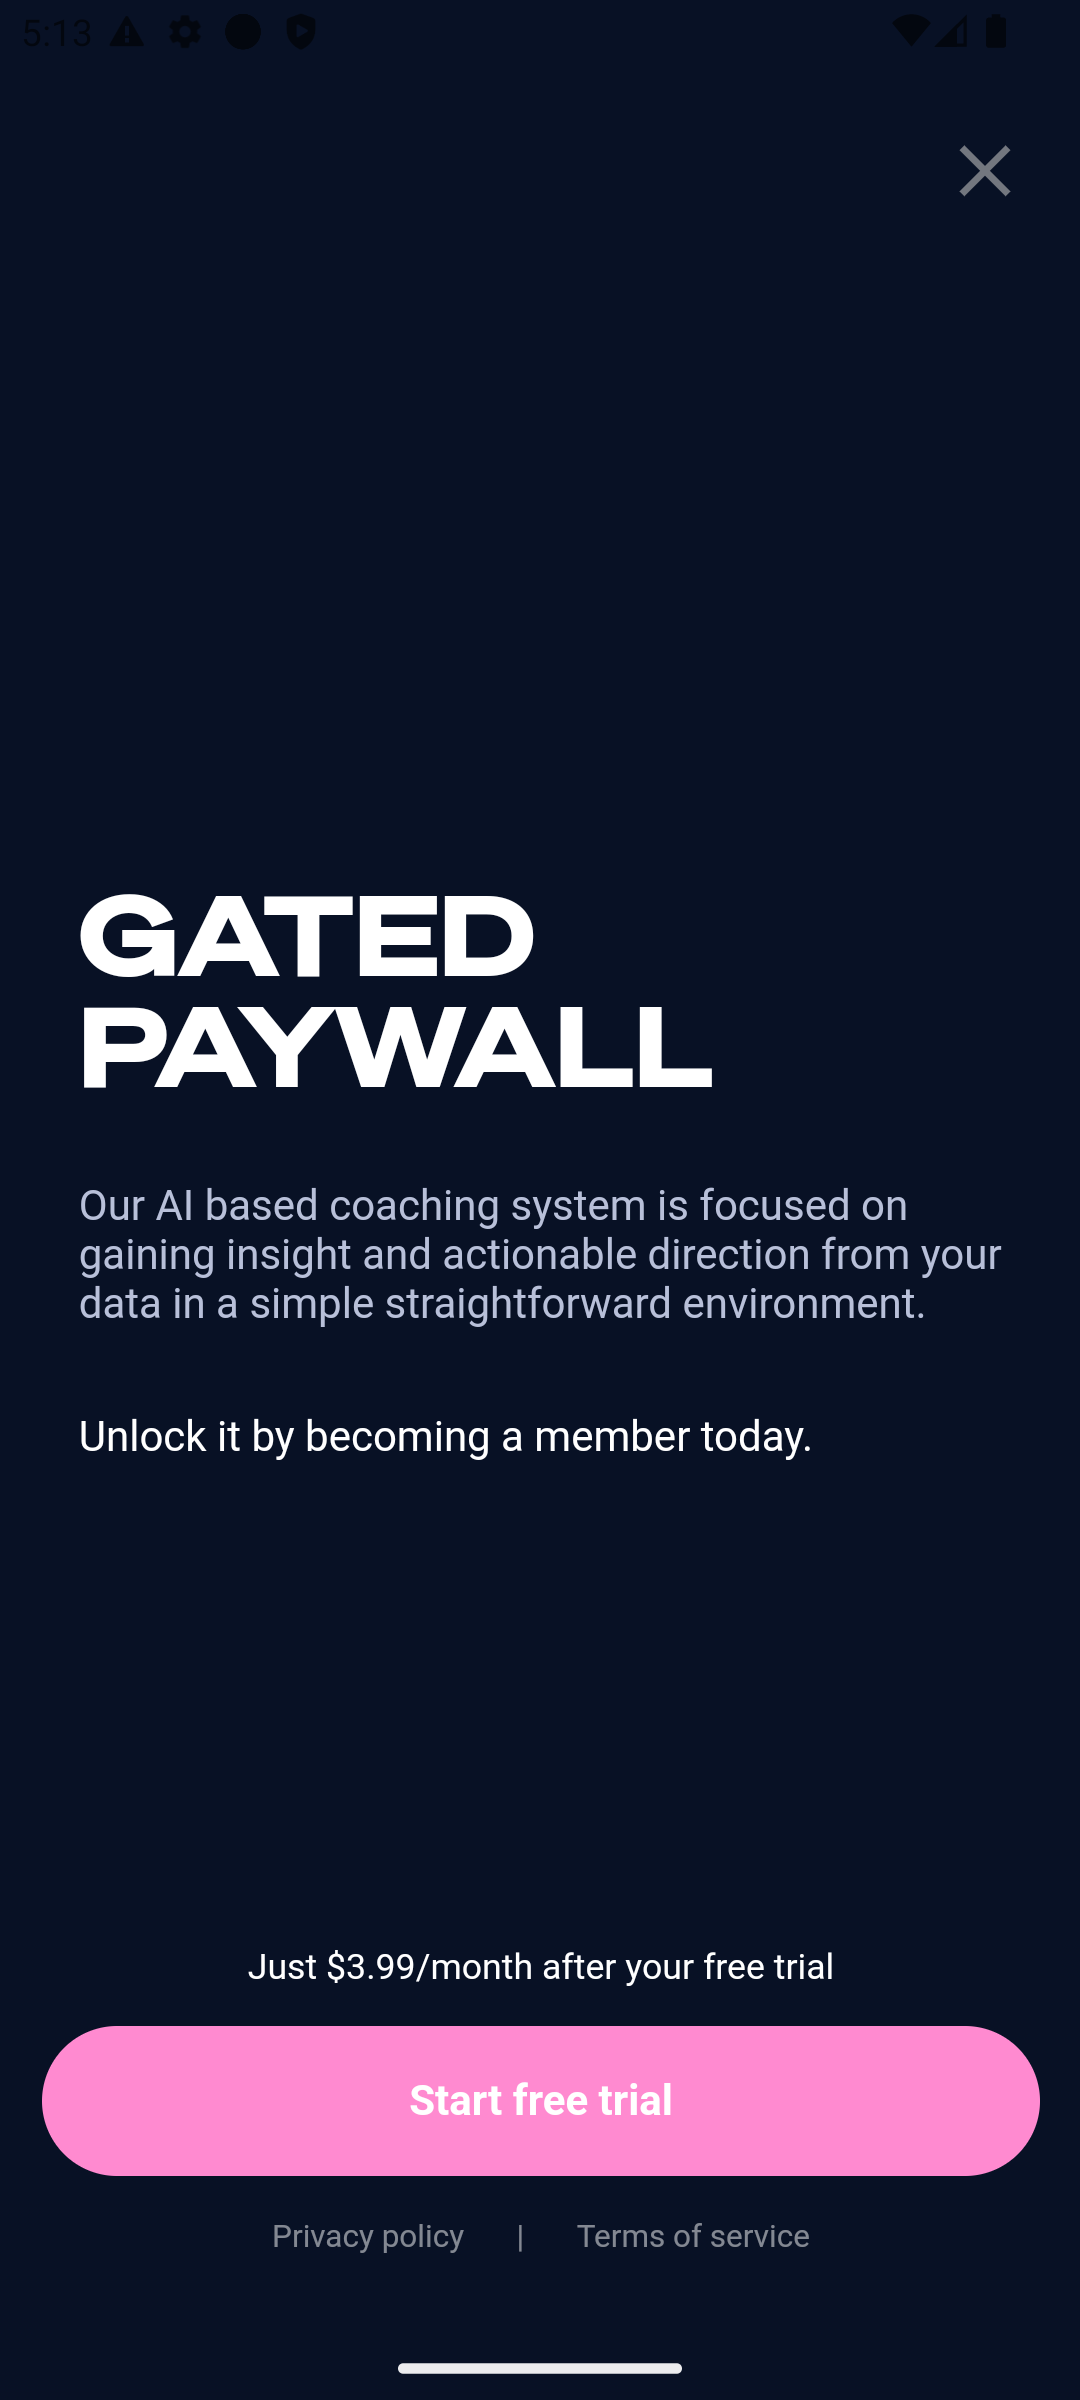 5:13
GATED
PAYWALL
Our AI based coaching system is focused on
gaining insight and actionable direction from your
data in a simple straightforward environment.
Unlock it by becoming a member today.
Just $3.99/month after your free trial
Start free trial
Privacy policy | Terms of service